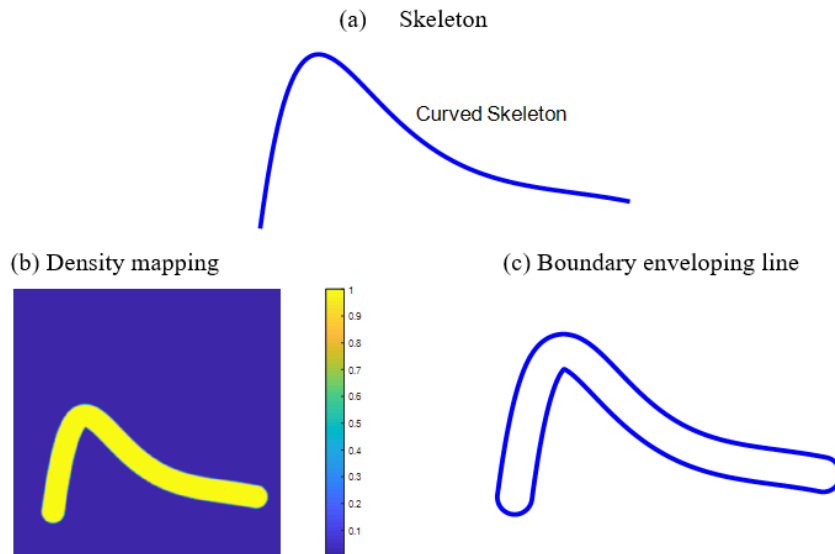 (a) Skeleton
Curved Skeleton
(b) Density mapping
1
0.9
0.8
0.7
0.6
0.5
0.4
0.3
0.2
0.1
(c) Boundary enveloping line